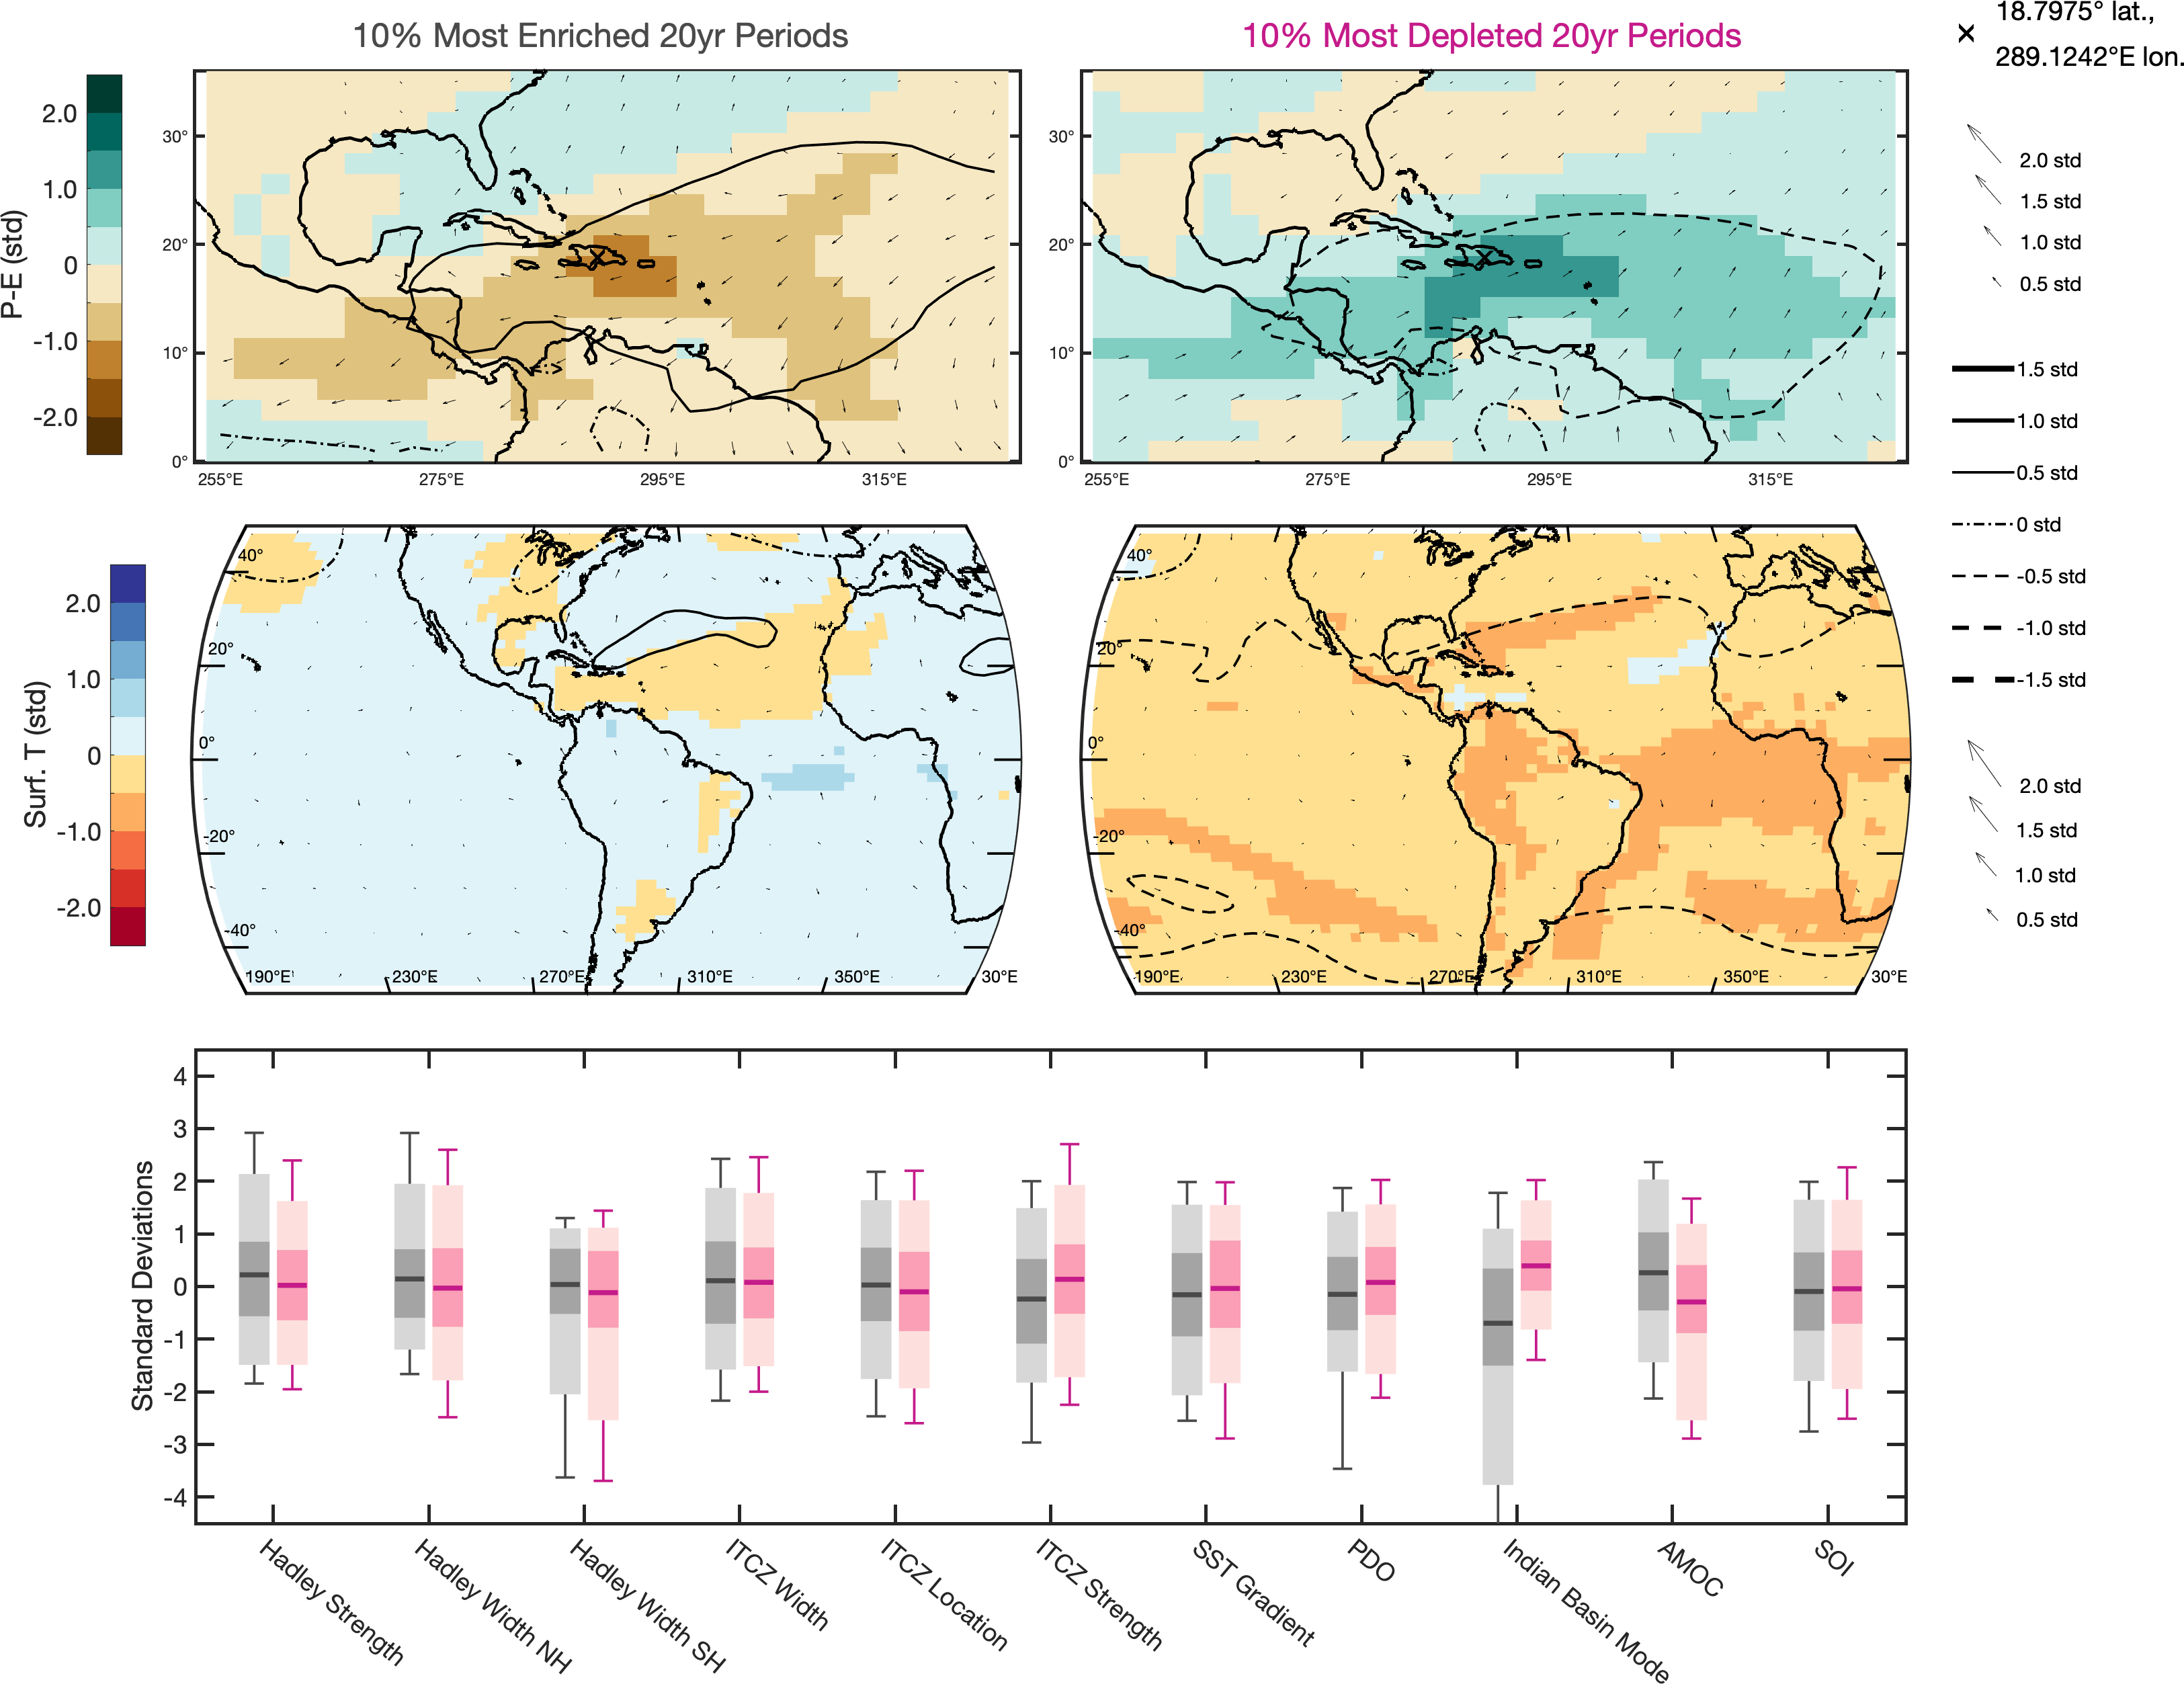 10% Most Enriched 20yr Periods
10% Most Depleted 20yr Periods
18.7975° lat.,
289.1242°E lon.
P-E (std)
2.0
1.0
0
-1.0
-2.0
30°
20°
10°
0°
255°E
275°E
295°E
315°E
30°
20°
10°
0°
255°E
275°E
295°E
315°E
2.0 std
1.5 std
1.0 std
0.5 std
1.5 std
1.0 std
0.5 std
0 std
-0.5 std
-1.0 std
-1.5 std
Surf. T (std)
2.0
1.0
0
-1.0
-2.0
40°
20°
0°
-20°
-40°
190°E
230°E
270°E
310°E
350°E
30°E
40°
20°
0°
-20°
-40°
190°E
230°E
270°E
310°E
350°E
30°E
2.0 std
1.5 std
1.0 std
0.5 std
Standard Deviations
4
3
2
1
0
-1
-2
-3
-4
Hadley Strength
Hadley Width NH
Hadley Width SH
ITCZ Width
ITCZ Location
ITCZ Strength
SST Gradient
PDO
Indian Basin Mode
AMOC
SOI